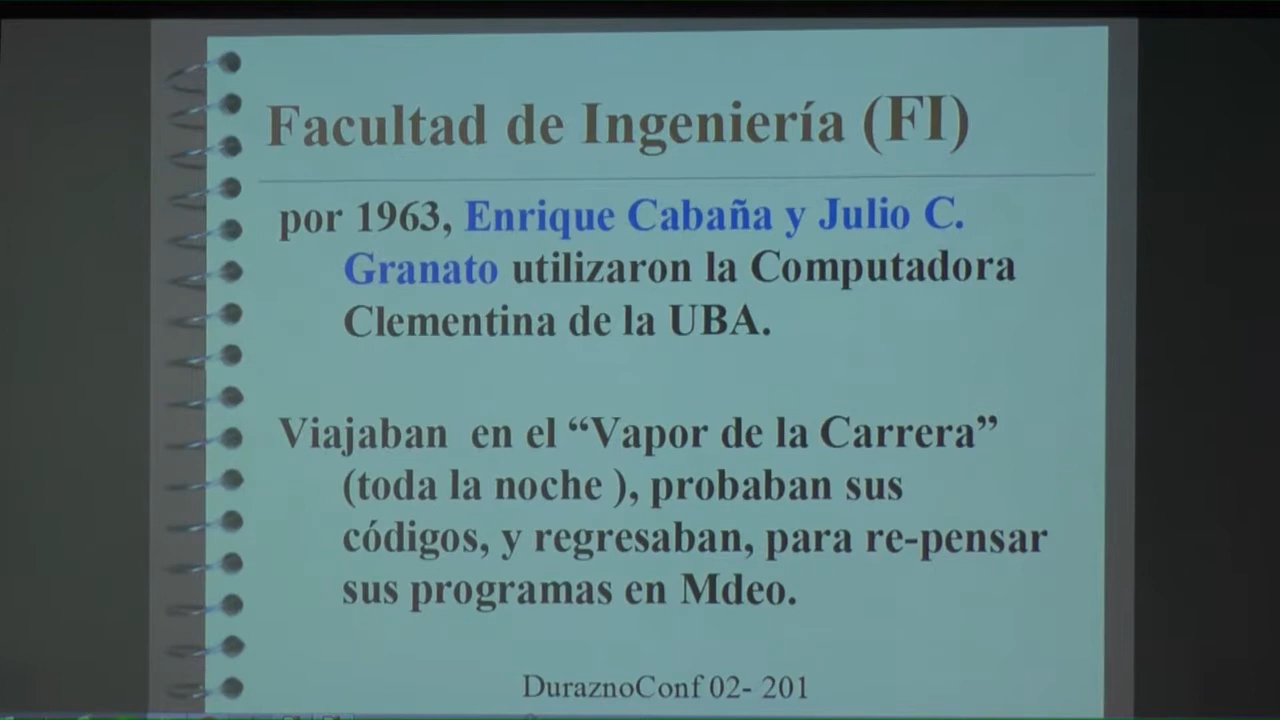 Facultad de Ingeniería (FI)
por 1963, Enrique Cabaña y Julio C.
Granato utilizaron la Computadora
Clementina de la UBA.
Viajaban en el “Vapor de la Carrera”
(toda la noche ), probaban sus
códigos, y regresaban, para re-pensar
sus programas en Mdeo.
DuraznoConf 02- 201